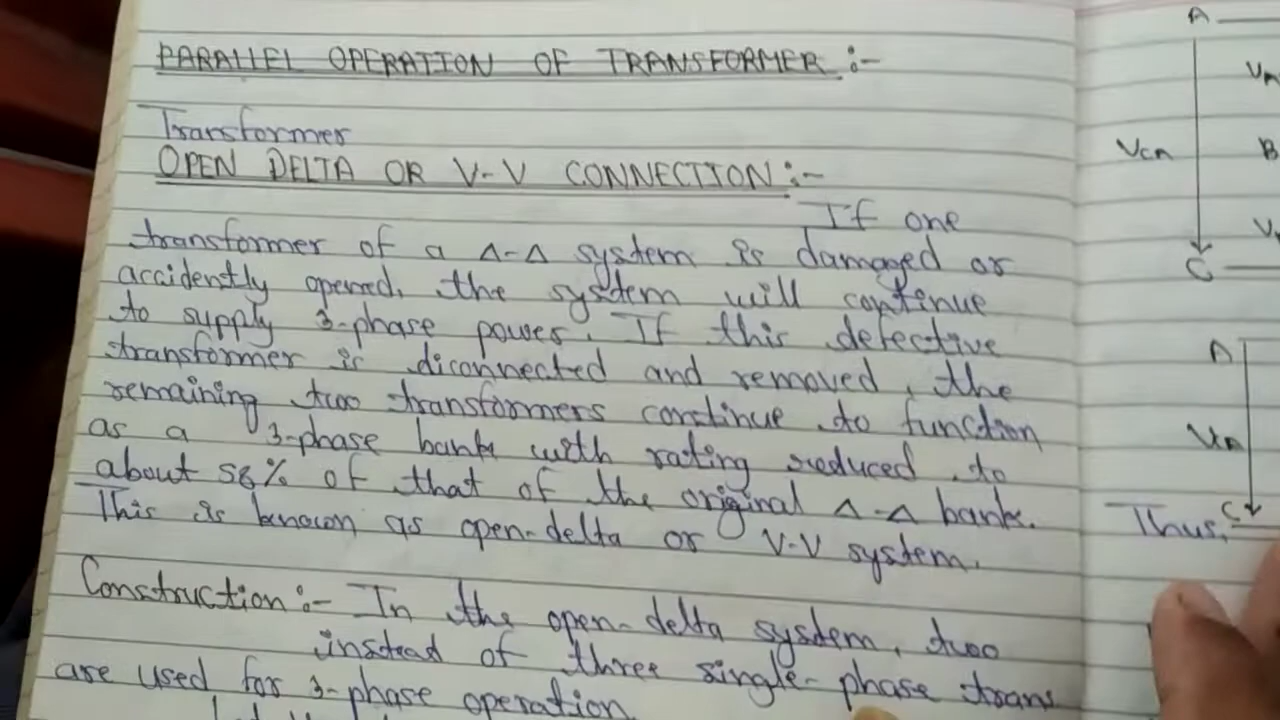 PARALLEL OPERATION OF TRANSFORMER :-
Transformer
OPEN DELTA OR V-V CONNECTION :-
If one
transformer of a Δ-Δ system is damaged or
accidently opened, the system will continue
to supply 3-phase power. If this defective
transformer is diconnected and removed, the
remaining two transformers continue to function
as a 3-phase bank with rating reduced to
about 58% of that of the original Δ-Δ bank.
This is known as open-delta or V-V system.
Construction :- In the open-delta system, two
instead of three single-phase trans
are used for 3-phase operation
A
B
C
A
C
Thus,